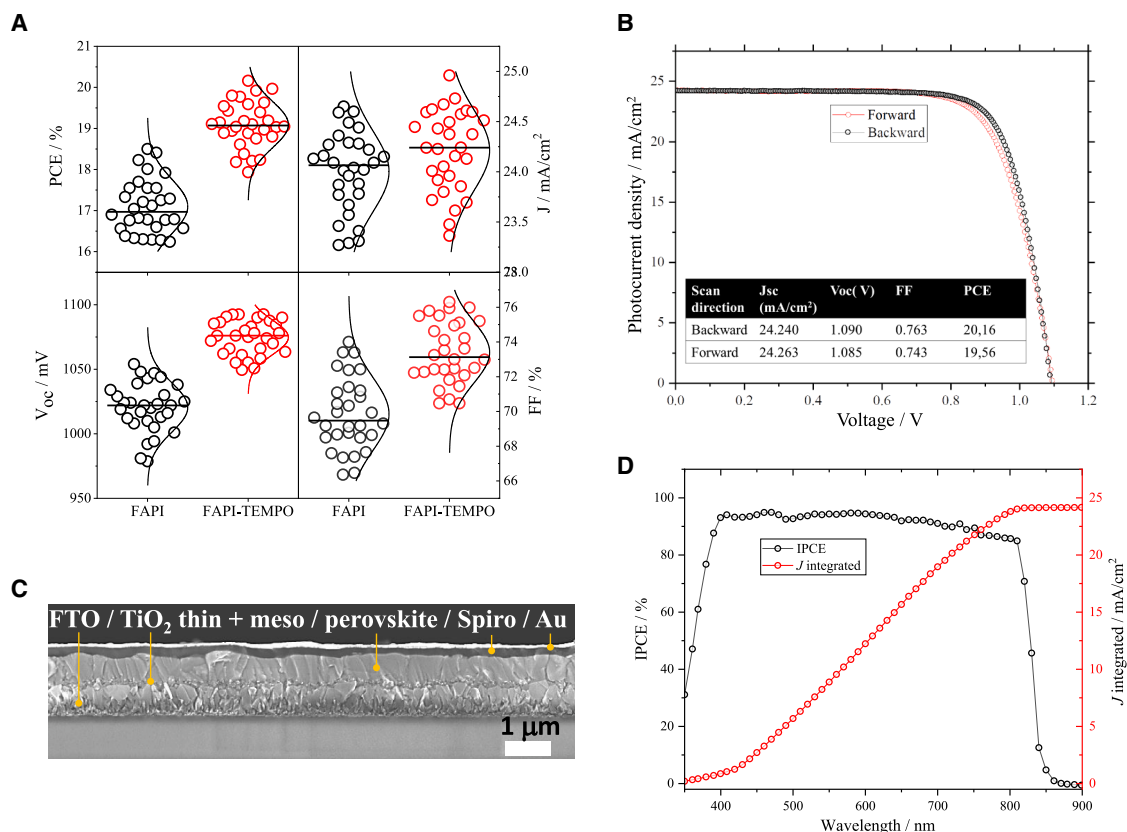 A
21
20
19
18
17
16
PCE / %
25.0
24.5
24.0
23.5
23.0
J / mA/cm²
1100
1050
1000
950
Voc / mV
28.
76
74
72
70
68
66
FF / %
FAPI
FAPI-TEMPO
FAPI
FAPI-TEMPO
B
30
25
20
15
10
5
0
Photocurrent density / mA/cm²
Forward
Backward
Scan direction Jsc (mA/cm²) Voc( V) FF PCE
Backward 24.240 1.090 0.763 20,16
Forward 24.263 1.085 0.743 19,56
0.0 0.2 0.4 0.6 0.8 1.0 1.2
Voltage / V
C
FTO / TiO₂ thin + meso / perovskite / Spiro / Au
1 µm
D
100
80
60
40
20
0
IPCE / %
IPCE
J integrated
25
20
15
10
5
0
J integrated / mA/cm²
400 500 600 700 800 900
Wavelength / nm